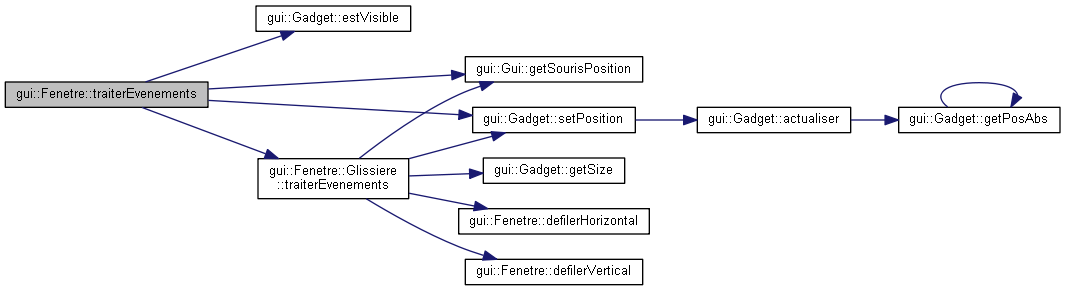 gui::Gadget::estVisible
gui::Gui::getSourisPosition
gui::Fenetre::traiterEvenements
gui::Gadget::setPosition
gui::Gadget::actualiser
gui::Gadget::getPosAbs
gui::Fenetre::Glissiere
::traiterEvenements
gui::Gadget::getSize
gui::Fenetre::defilerHorizontal
gui::Fenetre::defilerVertical